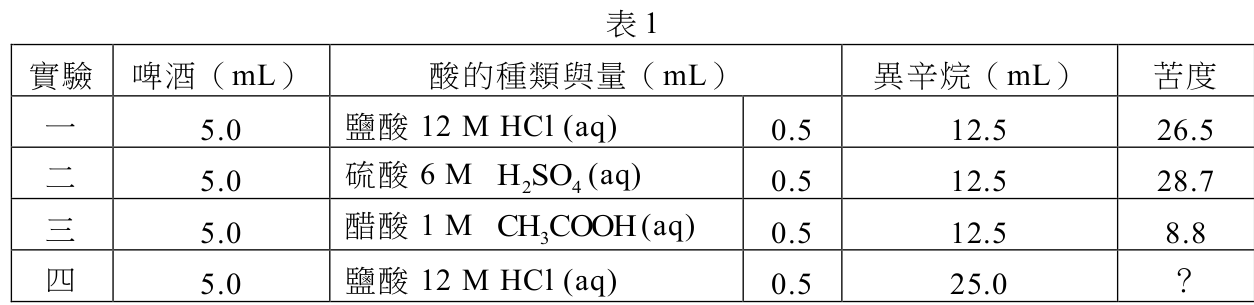 表1
實驗 啤酒（mL） 酸的種類與量（mL） 異辛烷（mL） 苦度
一 5.0 鹽酸 12 M HCl (aq) 0.5 12.5 26.5
二 5.0 硫酸 6 M H₂SO₄ (aq) 0.5 12.5 28.7
三 5.0 醋酸 1 M CH₃COOH (aq) 0.5 12.5 8.8
四 5.0 鹽酸 12 M HCl (aq) 0.5 25.0 ？